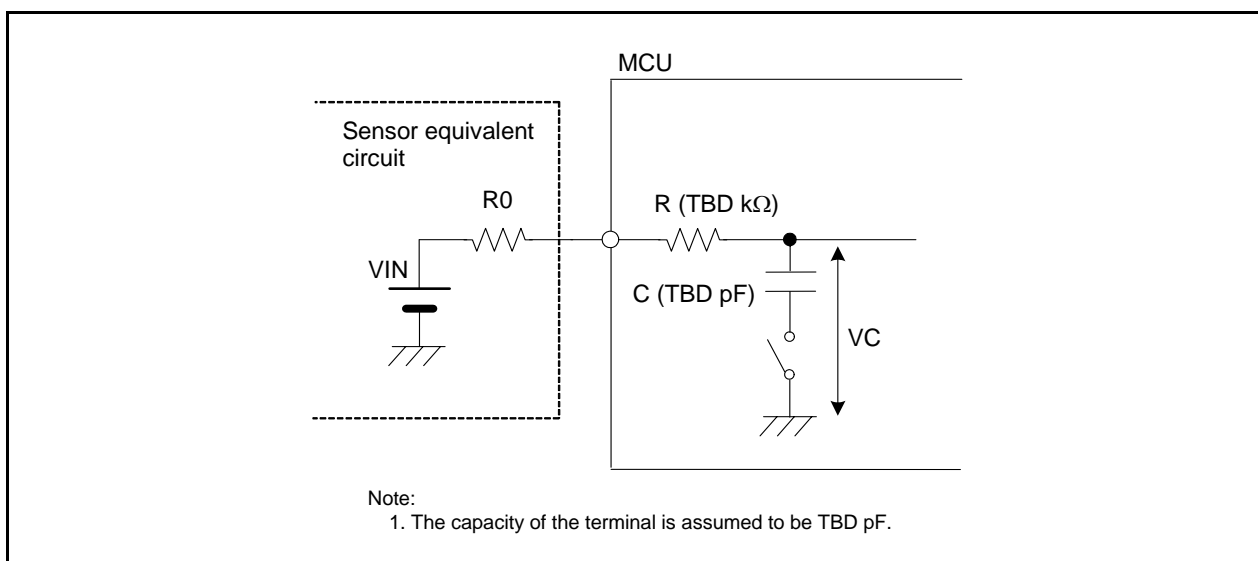 MCU
Sensor equivalent
circuit
R0
R (TBD kΩ)
VIN
C (TBD pF)
VC
Note:
1. The capacity of the terminal is assumed to be TBD pF.